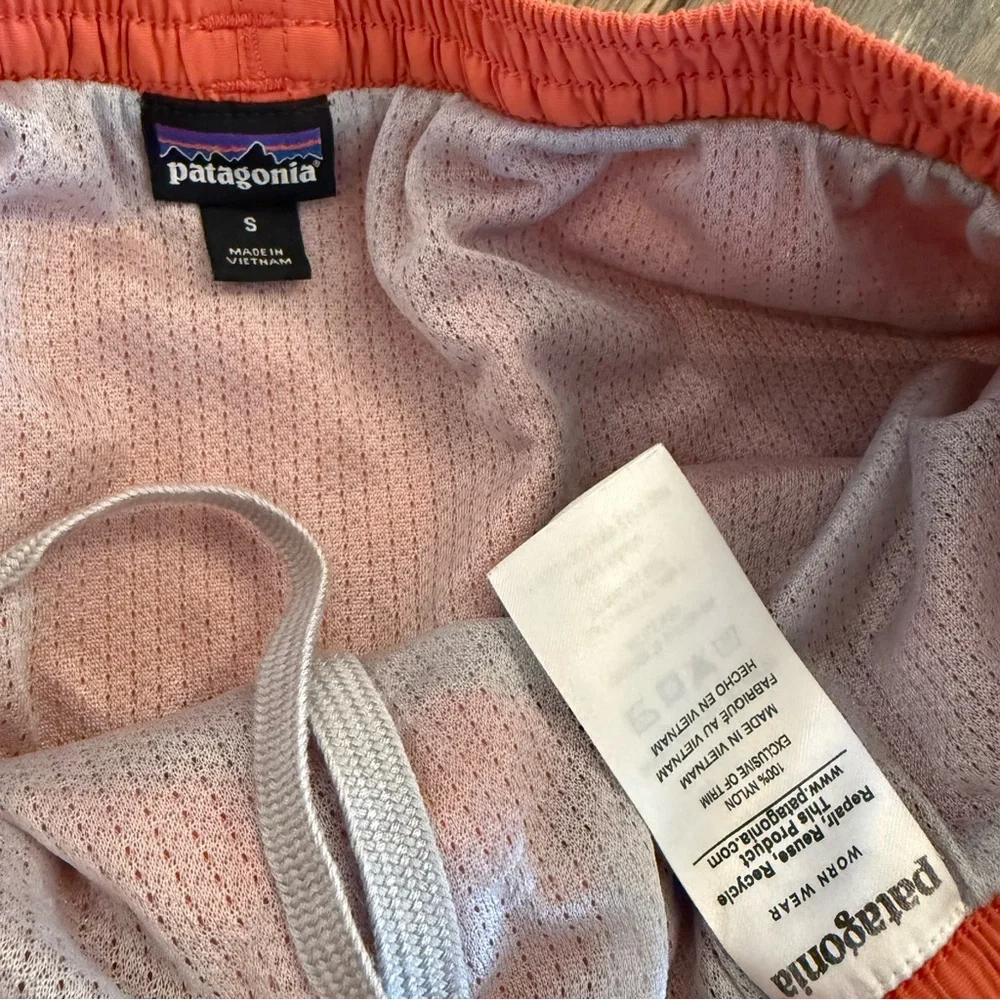 patagonia®
S
MADE IN
VIETNAM
patagonia
WORN WEAR
Repair, Reuse, Recycle
This Product
www.patagonia.com
100% NYLON
EXCLUSIVE OF TRIM
MADE IN VIETNAM
FABRIQUÉ AU VIETNAM
HECHO EN VIETNAM